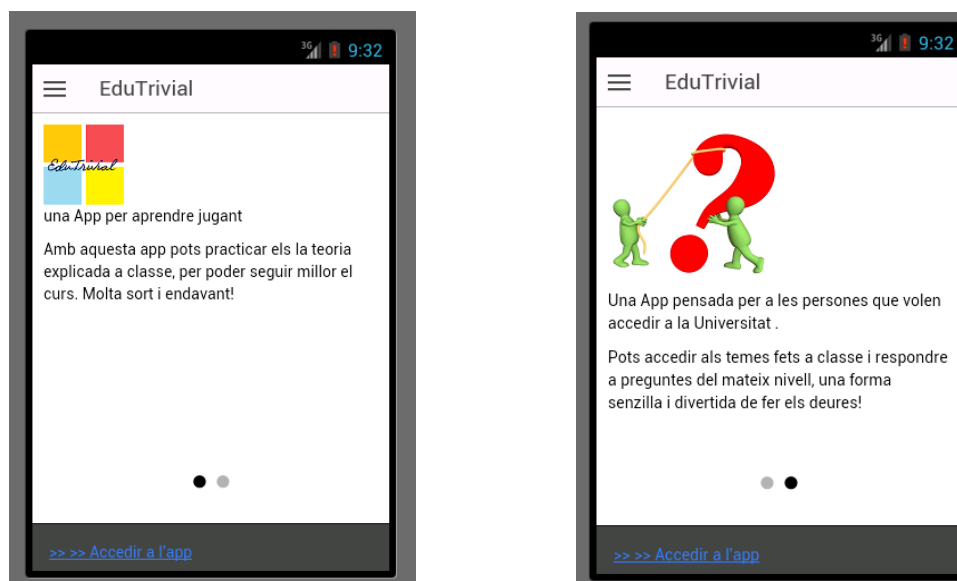 3G 9:32
EduTrivial
EduTrivial
una App per aprendre jugant
Amb aquesta app pots practicar els la teoria
explicada a classe, per poder seguir millor el
curs. Molta sort i endavant!
>> >> Accedir a l'app
3G 9:32
EduTrivial
Una App pensada per a les persones que volen
accedir a la Universitat .
Pots accedir als temes fets a classe i respondre
a preguntes del mateix nivell, una forma
senzilla i divertida de fer els deures!
>> >> Accedir a l'app